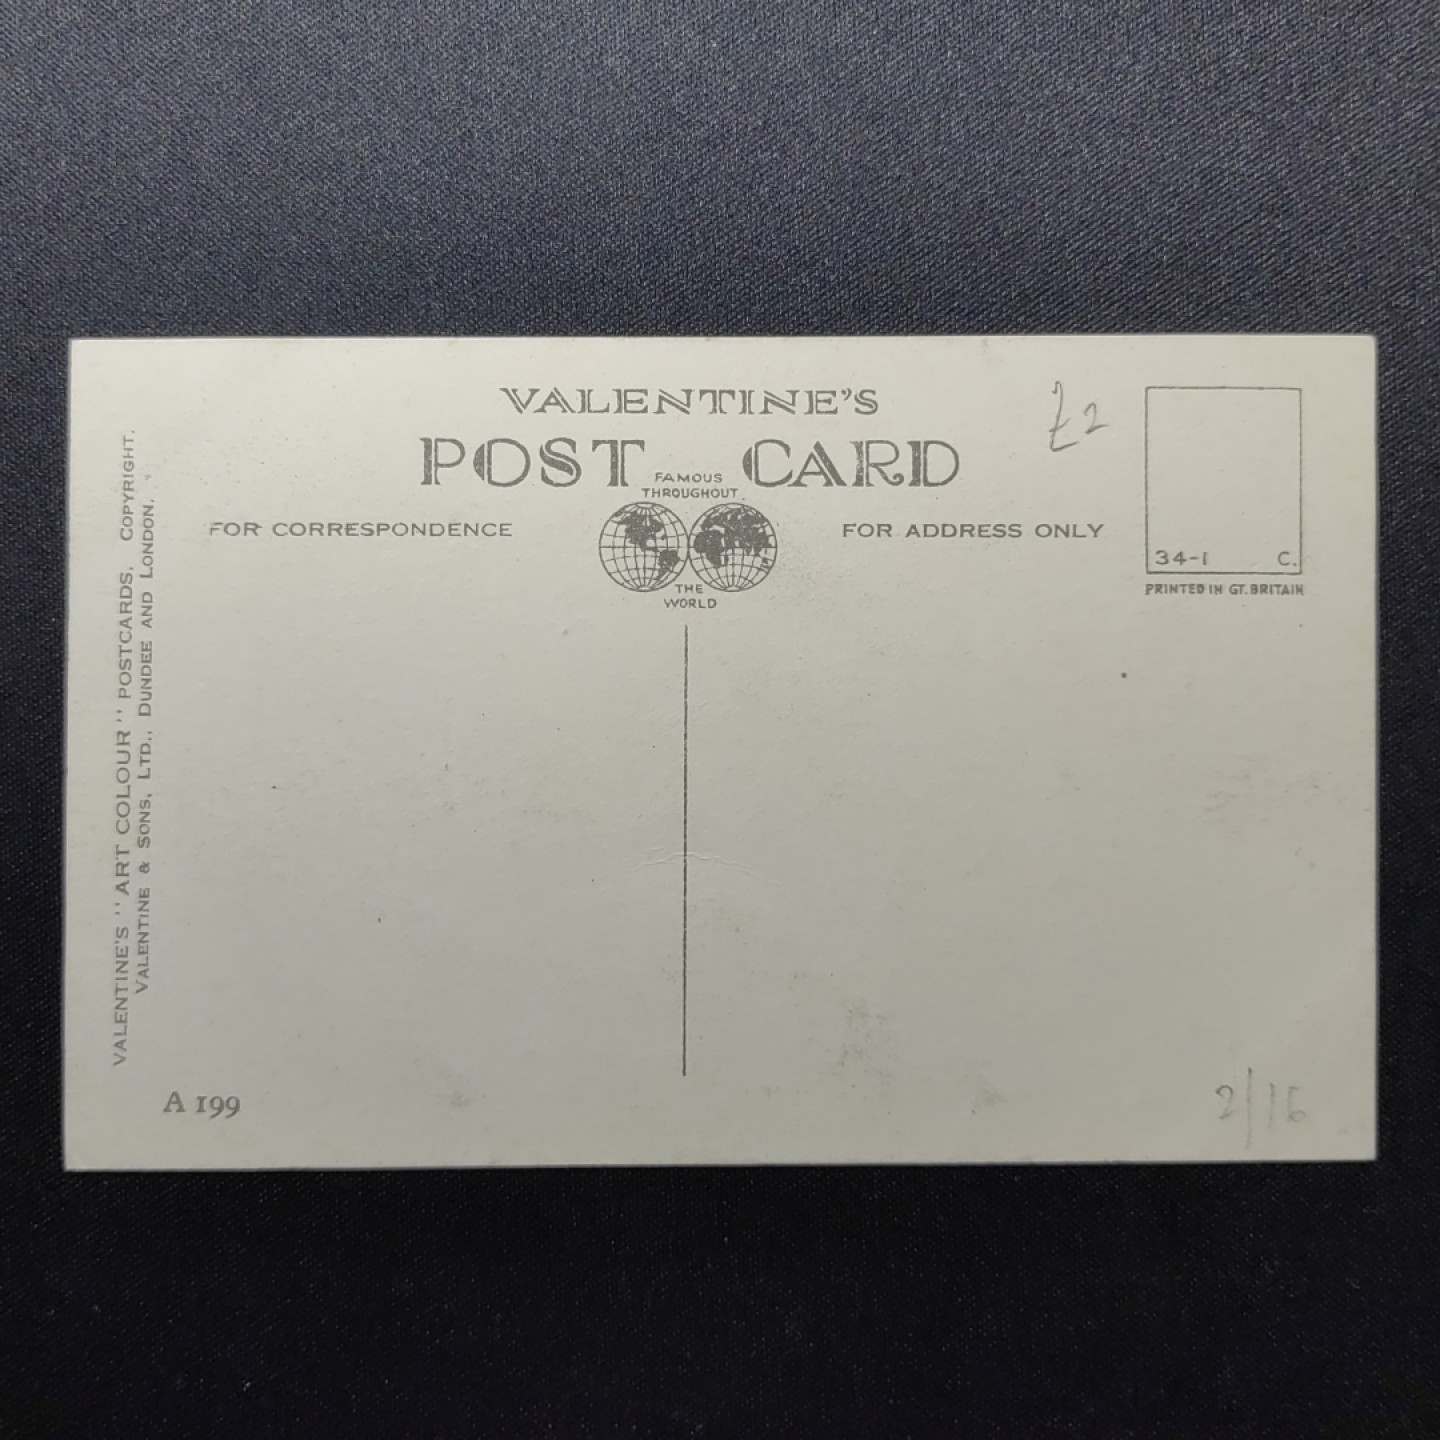 VALENTINE'S
POST CARD
FAMOUS
THROUGHOUT
THE
WORLD
FOR CORRESPONDENCE
FOR ADDRESS ONLY
£2
34-1 C.
PRINTED IN GT. BRITAIN
VALENTINE'S "ART COLOUR" POSTCARDS. COPYRIGHT.
VALENTINE & SONS, LTD., DUNDEE AND LONDON.
A 199
2/16